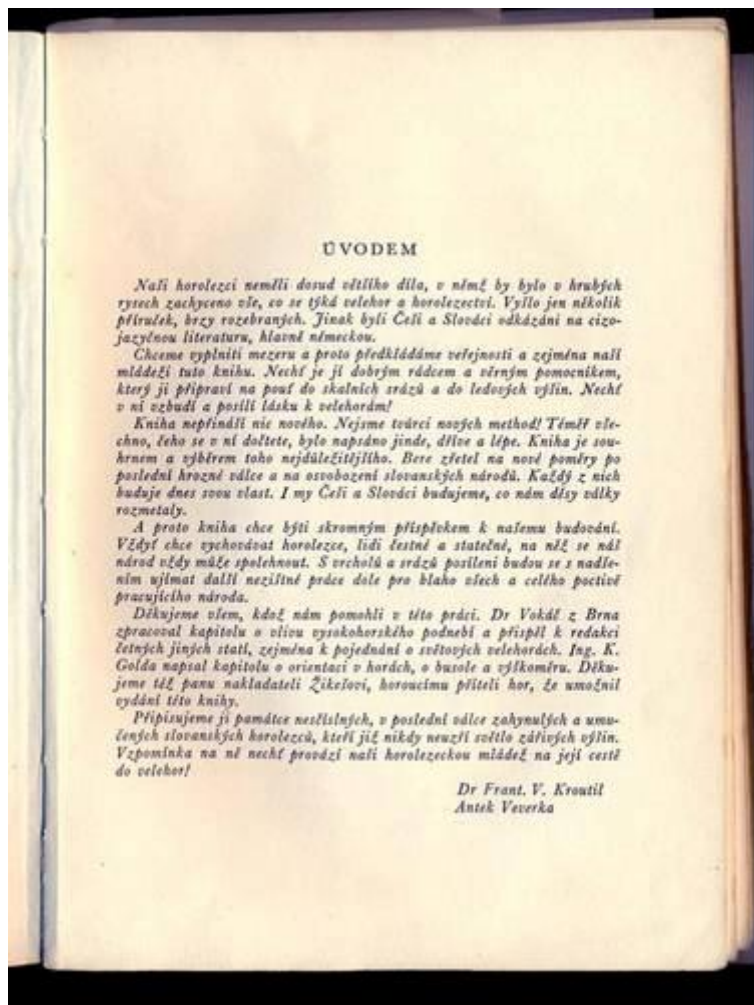 ÚVODEM
Naši horolezci neměli dosud většího díla, v němž by bylo v hrubých
rysech zachyceno vše, co se týká velehor a horolezectví. Vyšlo jen několik
příruček, brzy rozebraných. Jinak byli Češi a Slováci odkázáni na cizo-
jazyčnou literaturu, hlavně německou.
Chceme vyplniti mezeru a proto předkládáme veřejnosti a zejména naší
mládeži tuto knihu. Nechť je jí dobrým rádcem a věrným pomocníkem,
který ji připraví na pouť do skalních srázů a do ledových výšin. Nechť
v ní vzbudí a posílí lásku k velehorám!
Kniha nepřináší nic nového. Nejsme tvůrci nových method! Téměř vše-
chno, čeho se v ní dočtete, bylo napsáno jinde, dříve a lépe. Kniha je sou-
hrnem a výběrem toho nejdůležitějšího. Bere zřetel na nové poměry po
poslední hrozné válce a na osvobození slovanských národů. Každý z nich
buduje dnes svou vlast. I my Češi a Slováci budujeme, co nám děsy války
rozmetaly.
A proto kniha chce býti skromným příspěvkem k našemu budování.
Vždyť chce vychovávat horolezce, lidi čestné a statečné, na něž se náš
národ vždy může spolehnout. S vrcholů a srázů posíleni budou se s nadše-
ním ujímat další nezištné práce dole pro blaho všech a celého poctivě
pracujícího národa.
Děkujeme všem, kdož nám pomohli v této práci. Dr Vokáč z Brna
zpracoval kapitolu o vlivu vysokohorského podnebí a přispěl k redakci
četných jiných statí, zejména k pojednání o světových velehorách. Ing. K.
Golda napsal kapitolu o orientaci v horách, o busole a výškoměru. Děku-
jeme též panu nakladateli Žikešovi, horoucímu příteli hor, že umožnil
vydání této knihy.
Připisujeme ji památce nesčíslných, v poslední válce zahynulých a umu-
čených slovanských horolezců, kteří již nikdy neuzří světlo zářivých výšin.
Vzpomínka na ně nechť provází naši horolezeckou mládež na její cestě
do velehor!
Dr Frant. V. Kroutil
Antek Veverka